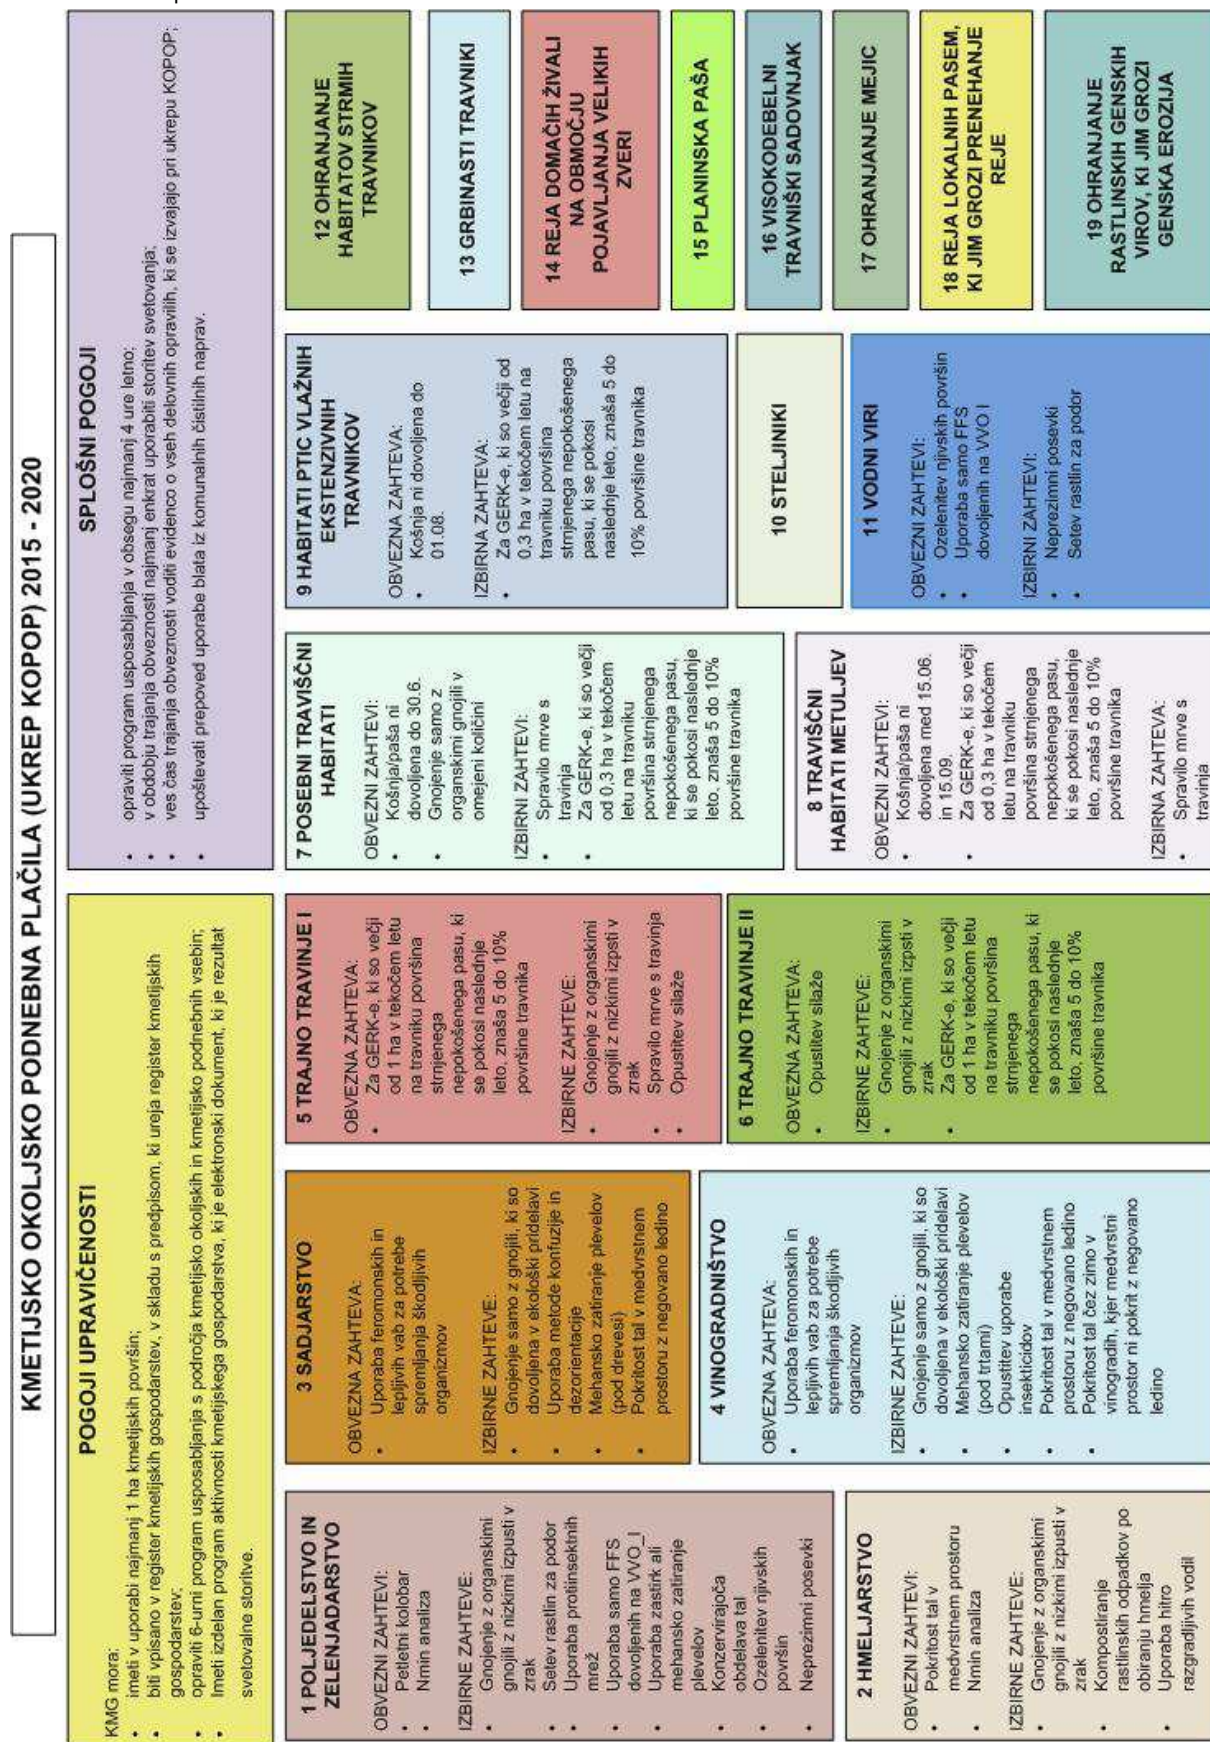 KMETIJSKO OKOLJSKO PODNEBNA PLAČILA (UKREP KOPOP) 2015 - 2020
POGOJI UPRAVIČENOSTI
KMG mora:
• imeti v uporabi najmanj 1 ha kmetijskih površin;
• biti vpisano v register kmetijskih gospodarstev, v skladu s predpisom, ki ureja register kmetijskih
gospodarstev;
• opraviti 6-urni program usposabljanja s področja kmetijsko okoljskih in kmetijsko podnebnih vsebin;
• Imeti izdelan program aktivnosti kmetijskega gospodarstva, ki je elektronski dokument, ki je rezultat
svetovalne storitve.
SPLOŠNI POGOJI
• opraviti program usposabljanja v obsegu najmanj 4 ure letno;
• v obdobju trajanja obveznosti najmanj enkrat uporabiti storitev svetovanja;
• ves čas trajanja obveznosti voditi evidenco o vseh delovnih opravilih, ki se izvajajo pri ukrepu KOPOP;
• upoštevati prepoved uporabe blata iz komunalnih čistilnih naprav.
1 POLJEDELSTVO IN
ZELENJADARSTVO
OBVEZNI ZAHTEVI:
• Petletni kolobar
• Nmin analiza
IZBIRNE ZAHTEVE:
• Gnojenje z organskimi
gnojili z nizkimi izpusti v
zrak
• Setev rastlin za podor
• Uporaba protiinsektnih
mrež
• Uporaba samo FFS
dovoljenih na VVO_I
• Uporaba zastirk ali
mehansko zatiranje
plevelov
• Konzervirajoča
obdelava tal
• Ozelenitev njivskih
površin
• Neprezimni posevki
2 HMELJARSTVO
OBVEZNI ZAHTEVI:
• Pokritost tal v
medvrstnem prostoru
• Nmin analiza
IZBIRNE ZAHTEVE:
• Gnojenje z organskimi
gnojili z nizkimi izpusti v
zrak
• Kompostiranje
rastlinskih odpadkov po
obiranju hmelja
• Uporaba hitro
razgradljivih vodil
3 SADJARSTVO
OBVEZNA ZAHTEVA:
• Uporaba feromonskih in
lepljivih vab za potrebe
spremljanja škodljivih
organizmov
IZBIRNE ZAHTEVE:
• Gnojenje samo z gnojili, ki so
dovoljena v ekološki pridelavi
• Uporaba metode konfuzije in
dezorientacije
• Mehansko zatiranje plevelov
(pod drevesi)
• Pokritost tal v medvrstnem
prostoru z negovano ledino
4 VINOGRADNIŠTVO
OBVEZNA ZAHTEVA:
• Uporaba feromonskih in
lepljivih vab za potrebe
spremljanja škodljivih
organizmov
IZBIRNE ZAHTEVE:
• Gnojenje samo z gnojili, ki so
dovoljena v ekološki pridelavi
• Mehansko zatiranje plevelov
(pod trtami)
• Opustitev uporabe
insekticidov
• Pokritost tal v medvrstnem
prostoru z negovano ledino
• Pokritost tal čez zimo v
vinogradih, kjer medvrstni
prostor ni pokrit z negovano
ledino
5 TRAJNO TRAVINJE I
OBVEZNA ZAHTEVA:
• Za GERK-e, ki so večji
od 1 ha v tekočem letu
na travniku površina
strnjenega
nepokošenega pasu, ki
se pokosi naslednje
leto, znaša 5 do 10%
površine travnika
IZBIRNE ZAHTEVE:
• Gnojenje z organskimi
gnojili z nizkimi izpsti v
zrak
• Spravilo mrve s travinja
• Opustitev silaže
6 TRAJNO TRAVINJE II
OBVEZNA ZAHTEVA:
• Opustitev silaže
IZBIRNE ZAHTEVE:
• Gnojenje z organskimi
gnojili z nizkimi izpsti v
zrak
• Za GERK-e, ki so večji
od 1 ha v tekočem letu
na travniku površina
strnjenega
nepokošenega pasu, ki
se pokosi naslednje
leto, znaša 5 do 10%
površine travnika
7 POSEBNI TRAVIŠČNI
HABITATI
OBVEZNI ZAHTEVI:
• Košnja/paša ni
dovoljena do 30.6.
• Gnojenje samo z
organskimi gnojili v
omejeni količini
IZBIRNI ZAHTEVI:
• Spravilo mrve s
travinja
• Za GERK-e, ki so večji
od 0,3 ha v tekočem
letu na travniku
površina strnjenega
nepokošenega pasu,
ki se pokosi naslednje
leto, znaša 5 do 10%
površine travnika
8 TRAVIŠČNI
HABITATI METULJEV
OBVEZNI ZAHTEVI:
• Košnja/paša ni
dovoljena med 15.06.
in 15.09.
• Za GERK-e, ki so večji
od 0,3 ha v tekočem
letu na travniku
površina strnjenega
nepokošenega pasu,
ki se pokosi naslednje
leto, znaša 5 do 10%
površine travnika
IZBIRNA ZAHTEVA:
• Spravilo mrve s
travinja
9 HABITATI PTIC VLAŽNIH
EKSTENZIVNIH
TRAVNIKOV
OBVEZNA ZAHTEVA:
• Košnja ni dovoljena do
01.08.
IZBIRNA ZAHTEVA:
• Za GERK-e, ki so večji od
0,3 ha v tekočem letu na
travniku površina
strnjenega nepokošenega
pasu, ki se pokosi
naslednje leto, znaša 5 do
10% površine travnika
10 STELJNIKI
11 VODNI VIRI
OBVEZNI ZAHTEVI:
• Ozelenitev njivskih površin
• Uporaba samo FFS
dovoljenih na VVO I
IZBIRNI ZAHTEVI:
• Neprezimni posevki
• Setev rastlin za podor
12 OHRANJANJE
HABITATOV STRMIH
TRAVNIKOV
13 GRBINASTI TRAVNIKI
14 REJA DOMAČIH ŽIVALI
NA OBMOČJU
POJAVLJANJA VELIKIH
ZVERI
15 PLANINSKA PAŠA
16 VISOKODEBELNI
TRAVNIŠKI SADOVNJAK
17 OHRANJANJE MEJIC
18 REJA LOKALNIH PASEM,
KI JIM GROZI PRENEHANJE
REJE
19 OHRANJANJE
RASTLINSKIH GENSKIH
VIROV, KI JIM GROZI
GENSKA EROZIJA